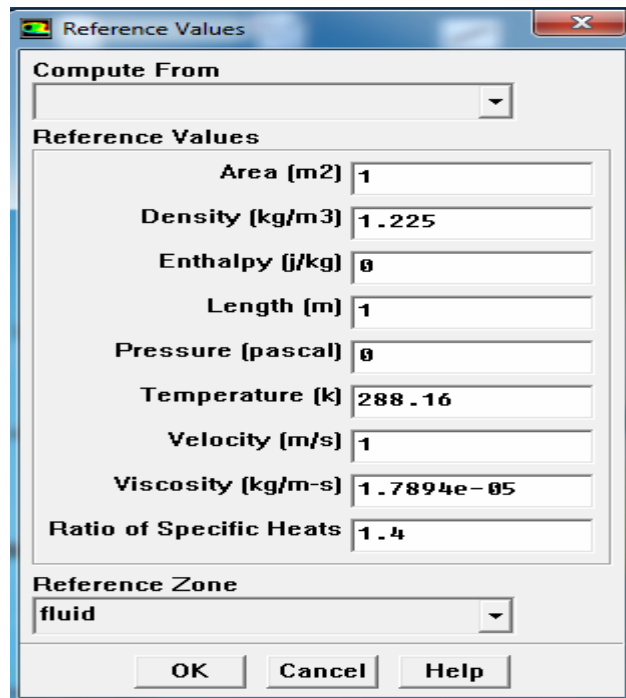 Reference Values
Compute From
Reference Values
Area (m2) 1
Density (kg/m3) 1.225
Enthalpy (j/kg) 0
Length (m) 1
Pressure (pascal) 0
Temperature (k) 288.16
Velocity (m/s) 1
Viscosity (kg/m-s) 1.7894e-05
Ratio of Specific Heats 1.4
Reference Zone
fluid
OK Cancel Help